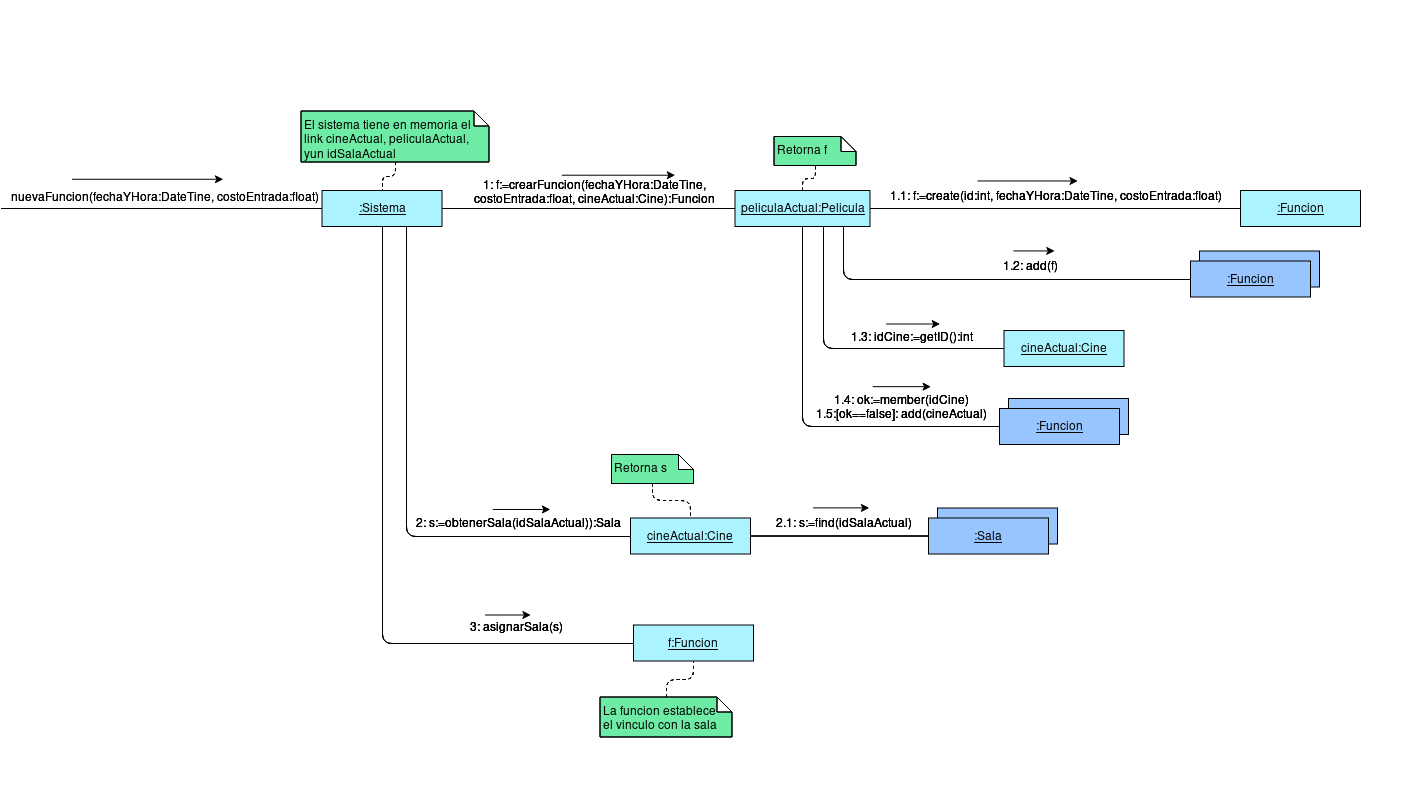 El sistema tiene en memoria el
link cineActual, peliculaActual,
yun idSalaActual
Retorna f
nuevaFuncion(fechaYHora:DateTine, costoEntrada:float)
:Sistema
1: f:=crearFuncion(fechaYHora:DateTine,
costoEntrada:float, cineActual:Cine):Funcion
peliculaActual:Pelicula
1.1: f:=create(id:int, fechaYHora:DateTine, costoEntrada:float)
:Funcion
1.2: add(f)
:Funcion
1.3: idCine:=getID():int
cineActual:Cine
1.4: ok:=member(idCine)
1.5:[ok==false]: add(cineActual)
:Funcion
Retorna s
2: s:=obtenerSala(idSalaActual)):Sala
cineActual:Cine
2.1: s:=find(idSalaActual)
:Sala
3: asignarSala(s)
f:Funcion
La funcion establece
el vinculo con la sala